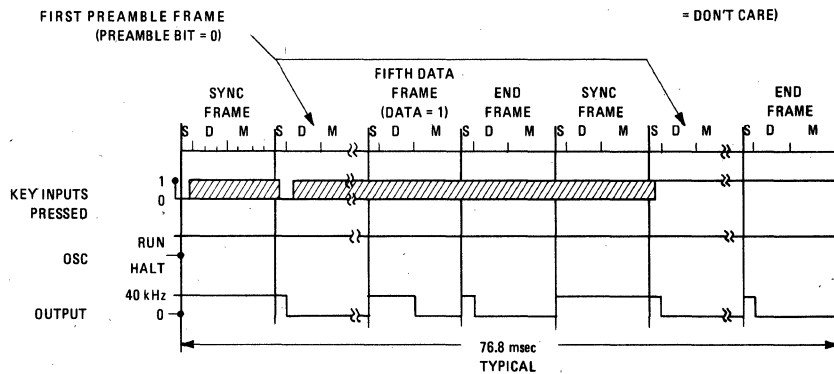 FIRST PREAMBLE FRAME
(PREAMBLE BIT = 0)
= DON'T CARE)
SYNC
FRAME
FIFTH DATA
FRAME
(DATA = 1)
END
FRAME
SYNC
FRAME
END
FRAME
S D M S D M S D M S D M S D M S D M S D M
KEY INPUTS
PRESSED
1
0
OSC
RUN
HALT
OUTPUT
40 kHz
0
76.8 msec
TYPICAL